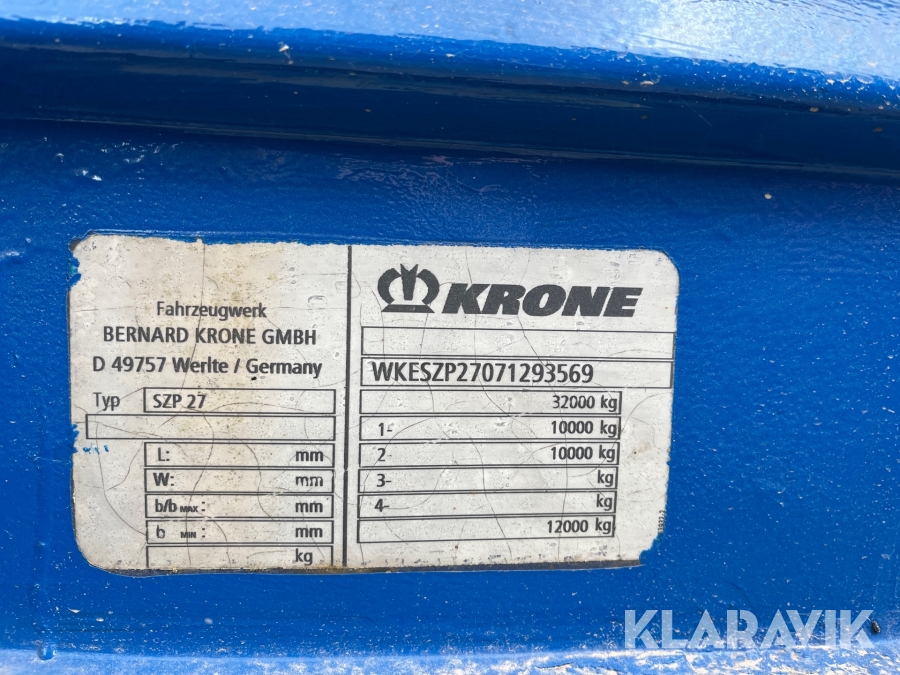 Fahrzeugwerk
BERNARD KRONE GMBH
D 49757 Werlte / Germany
Typ SZP 27
L: mm
W: mm
b/b MAX: mm
b MIN: mm
kg
KRONE
WKESZP27071293569
32000 kg
1- 10000 kg
2- 10000 kg
3- kg
4- kg
12000 kg
KLARAVIK